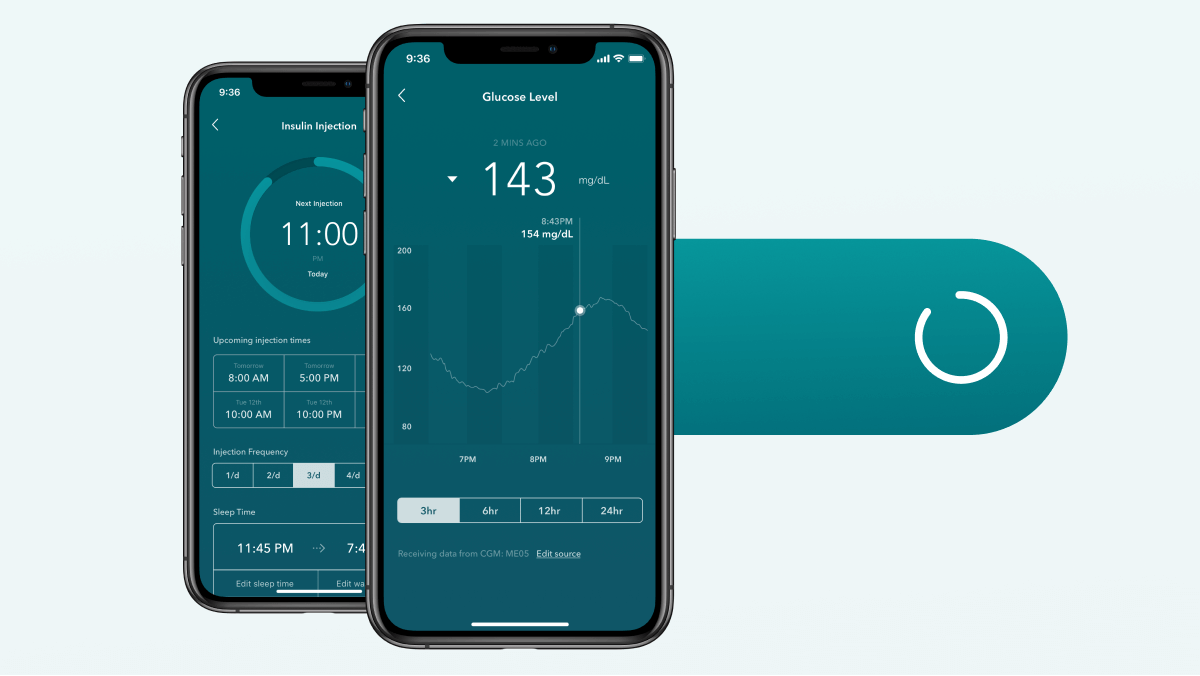 9:36
Insulin Injection
Next Injection
11:00
PM
Today
Upcoming injection times
Tomorrow
8:00 AM
Tomorrow
5:00 PM
Tue 12th
10:00 AM
Tue 12th
10:00 PM
Injection Frequency
1/d 2/d 3/d 4/d
Sleep Time
11:45 PM
7:4
Edit sleep time
Edit wa
9:36
Glucose Level
2 MINS AGO
143 mg/dL
8:43PM
154 mg/dL
200
160
120
80
7PM 8PM 9PM
3hr 6hr 12hr 24hr
Receiving data from CGM: ME05 Edit source